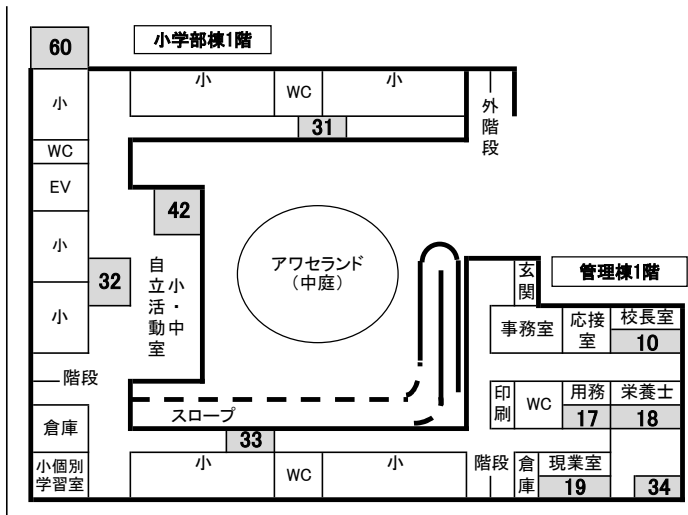 60
小学部棟1階
小
WC
小
小
外階段
31
WC
EV
42
アワセランド
(中庭)
小
32
小・中
自立活動室
玄関
管理棟1階
小
事務室
応接室
校長室
10
階段
印刷
WC
用務
栄養士
17
18
スロープ
倉庫
33
小個別
学習室
小
WC
小
階段
倉庫
現業室
19
34